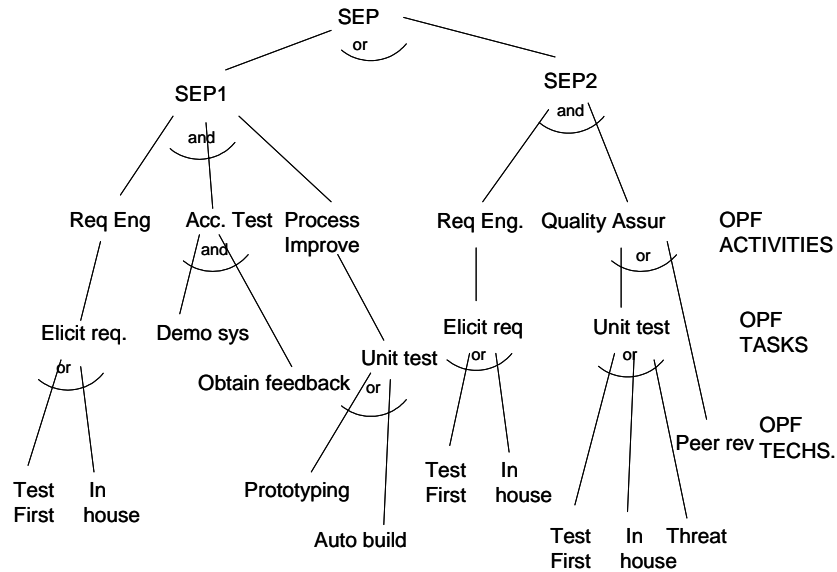 SEP
or
SEP1
SEP2
and
and
Req Eng
Acc. Test
Process
Improve
Req Eng.
Quality Assur
OPF
ACTIVITIES
and
or
Elicit req.
Demo sys
Elicit req
Unit test
OPF
TASKS
Unit test
or
or
or
Obtain feedback
or
Peer rev
OPF
TECHS.
Test
First
In
house
Prototyping
Test
First
In
house
Auto build
Test
First
In
house
Threat